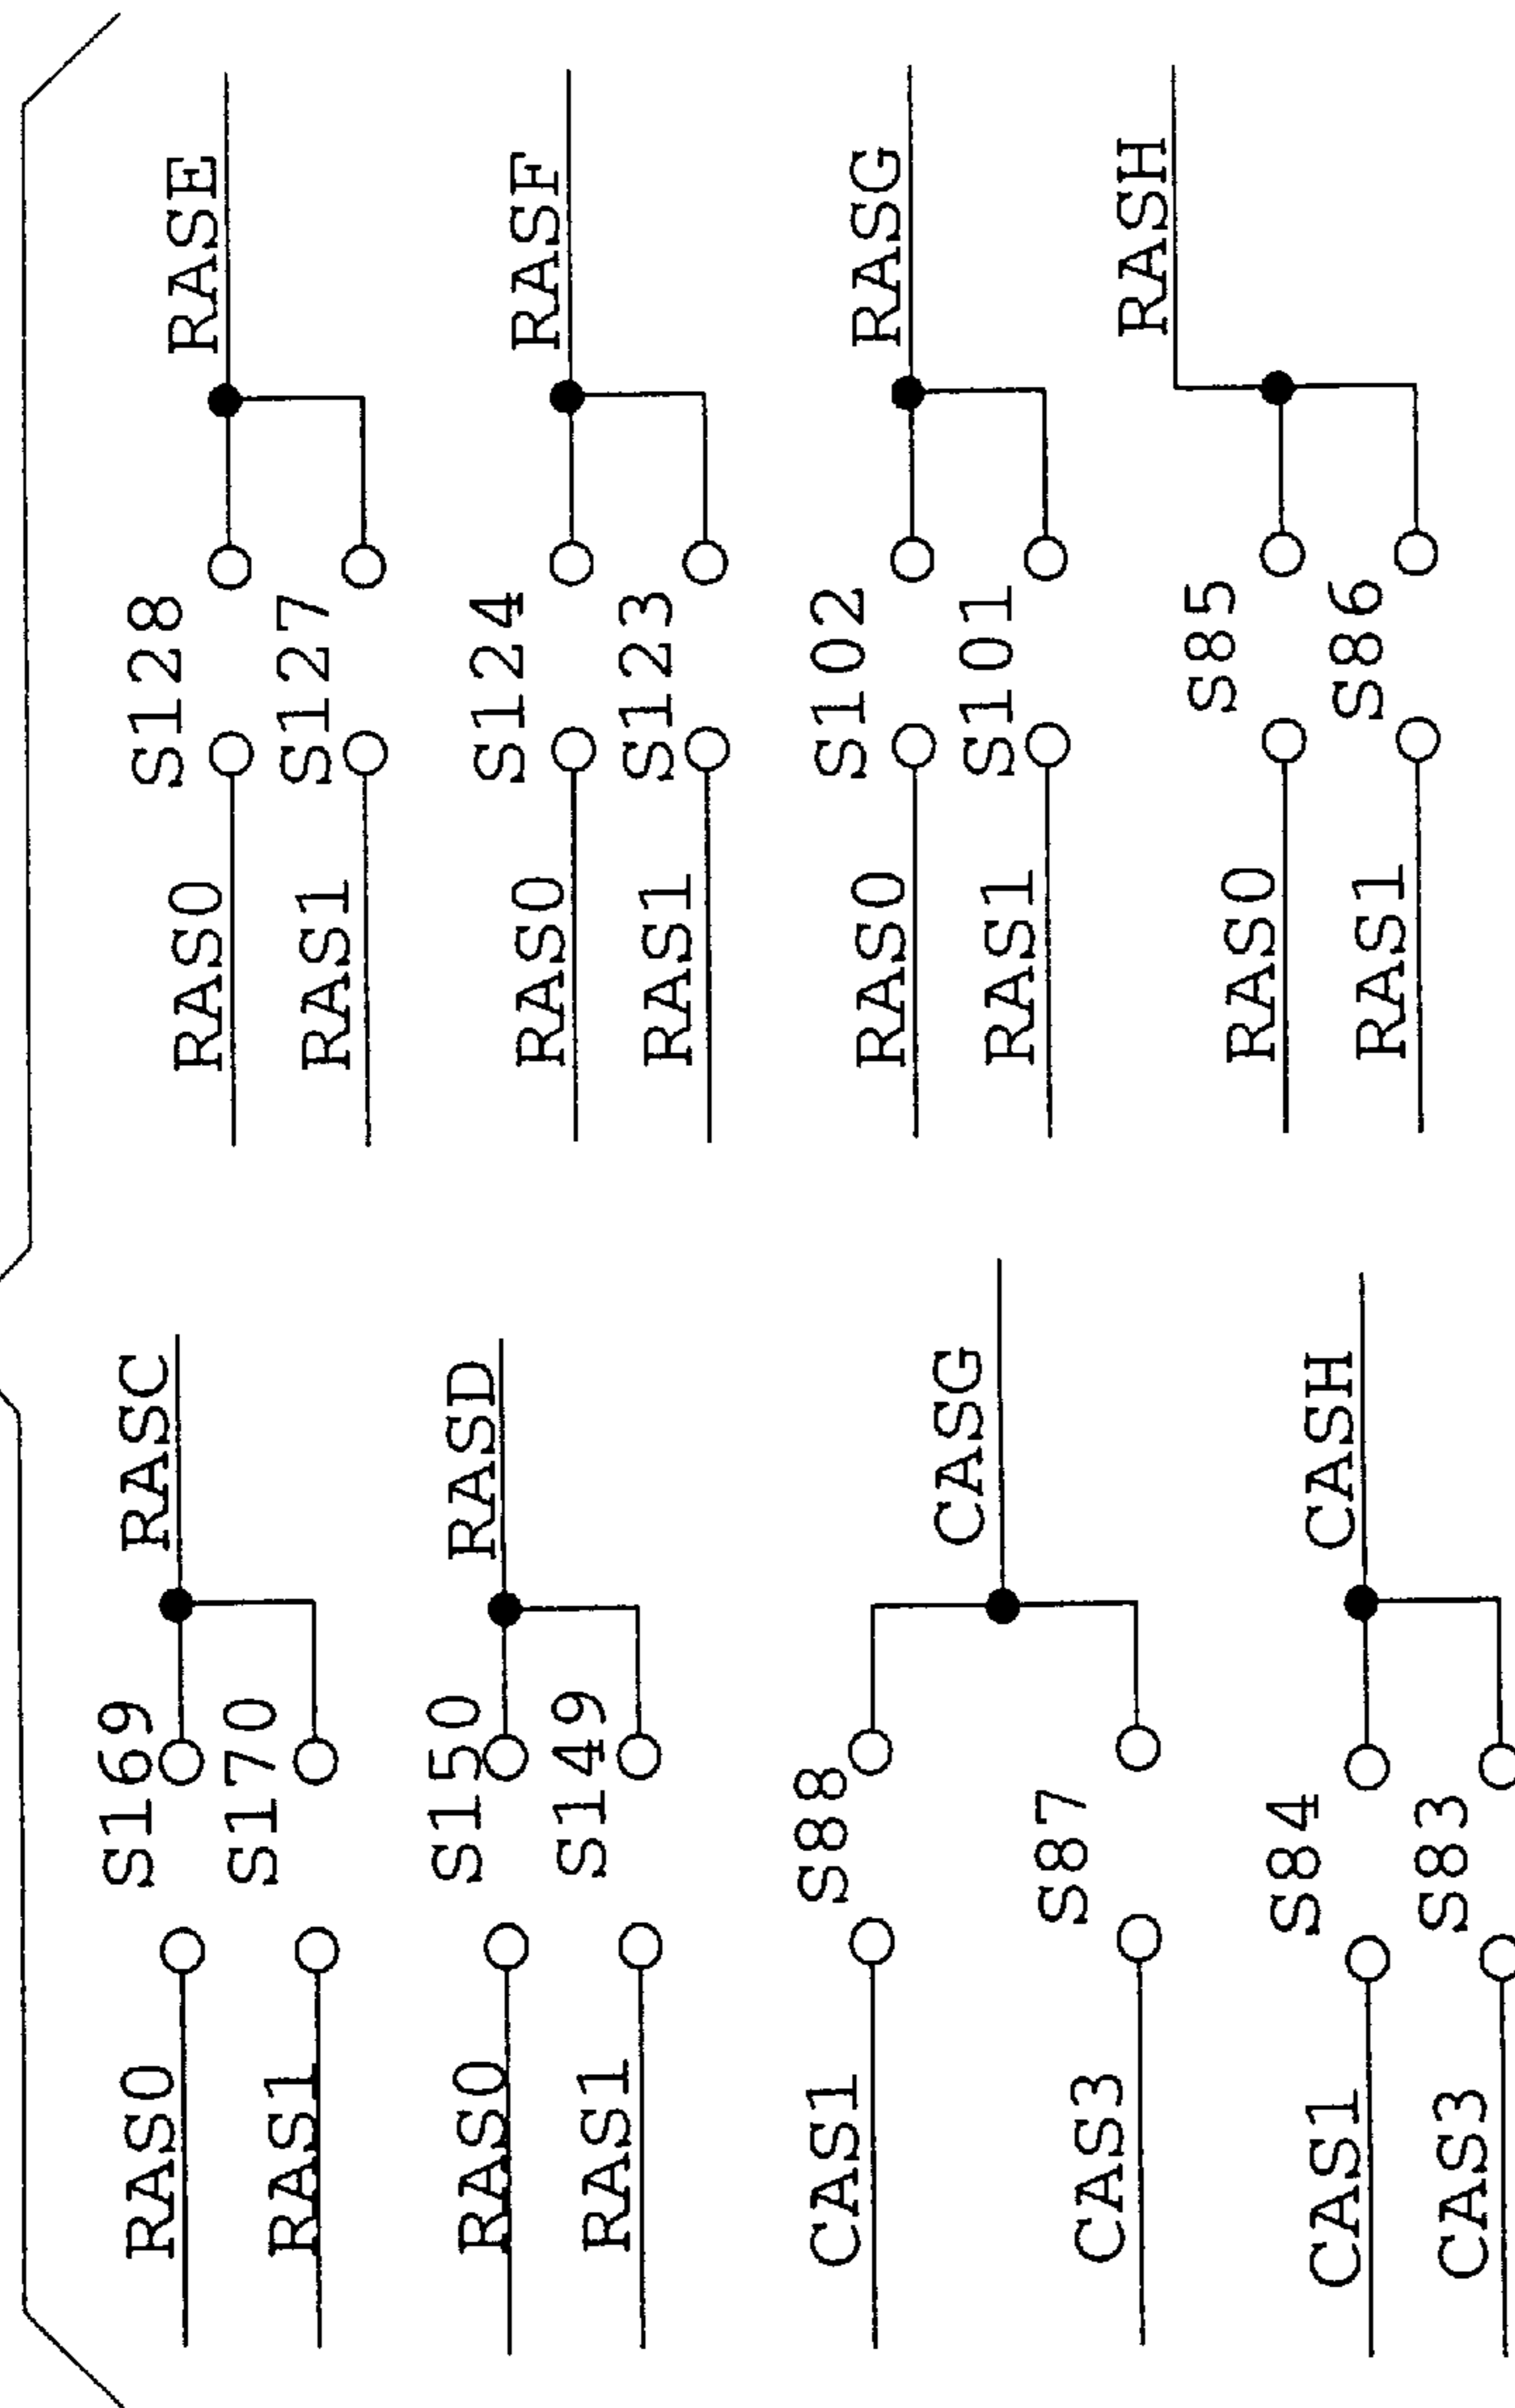 RAS0 S169 RASC
RAS1 S170
RAS0 S150 RASD
RAS1 S149
CAS1 S88 CASG
CAS3 S87
CAS1 S84 CASH
CAS3 S83
RAS0 S128 RASE
RAS1 S127
RAS0 S124 RASF
RAS1 S123
RAS0 S102 RASG
RAS1 S101
RAS0 S85 RASH
RAS1 S86